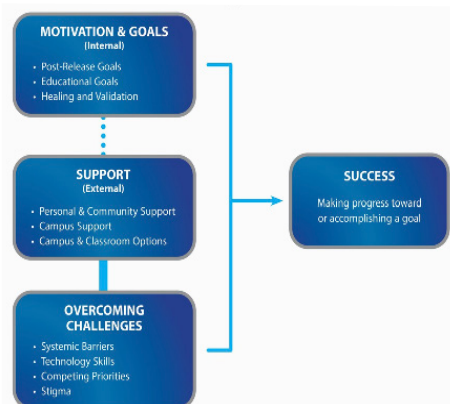 MOTIVATION & GOALS
(Internal)
• Post-Release Goals
• Educational Goals
• Healing and Validation
SUPPORT
(External)
• Personal & Community Support
• Campus Support
• Campus & Classroom Options
OVERCOMING
CHALLENGES
• Systemic Barriers
• Technology Skills
• Competing Priorities
• Stigma
SUCCESS
Making progress toward
or accomplishing a goal